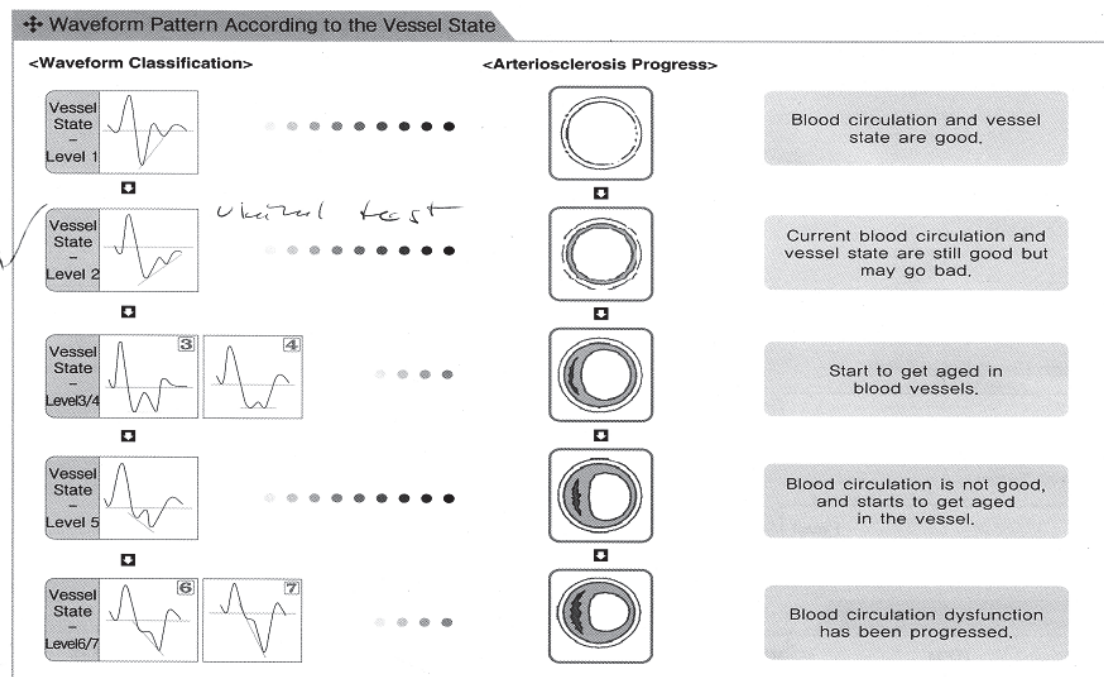 Waveform Pattern According to the Vessel State
<Waveform Classification>
<Arteriosclerosis Progress>
Vessel
State
–
Level 1
Blood circulation and vessel
state are good.
Vessel
State
–
Level 2
test
Current blood circulation and
vessel state are still good but
may go bad.
Vessel
State
–
Level3/4
3
4
Start to get aged in
blood vessels.
Vessel
State
–
Level 5
Blood circulation is not good,
and starts to get aged
in the vessel.
Vessel
State
–
Level6/7
6
7
Blood circulation dysfunction
has been progressed.